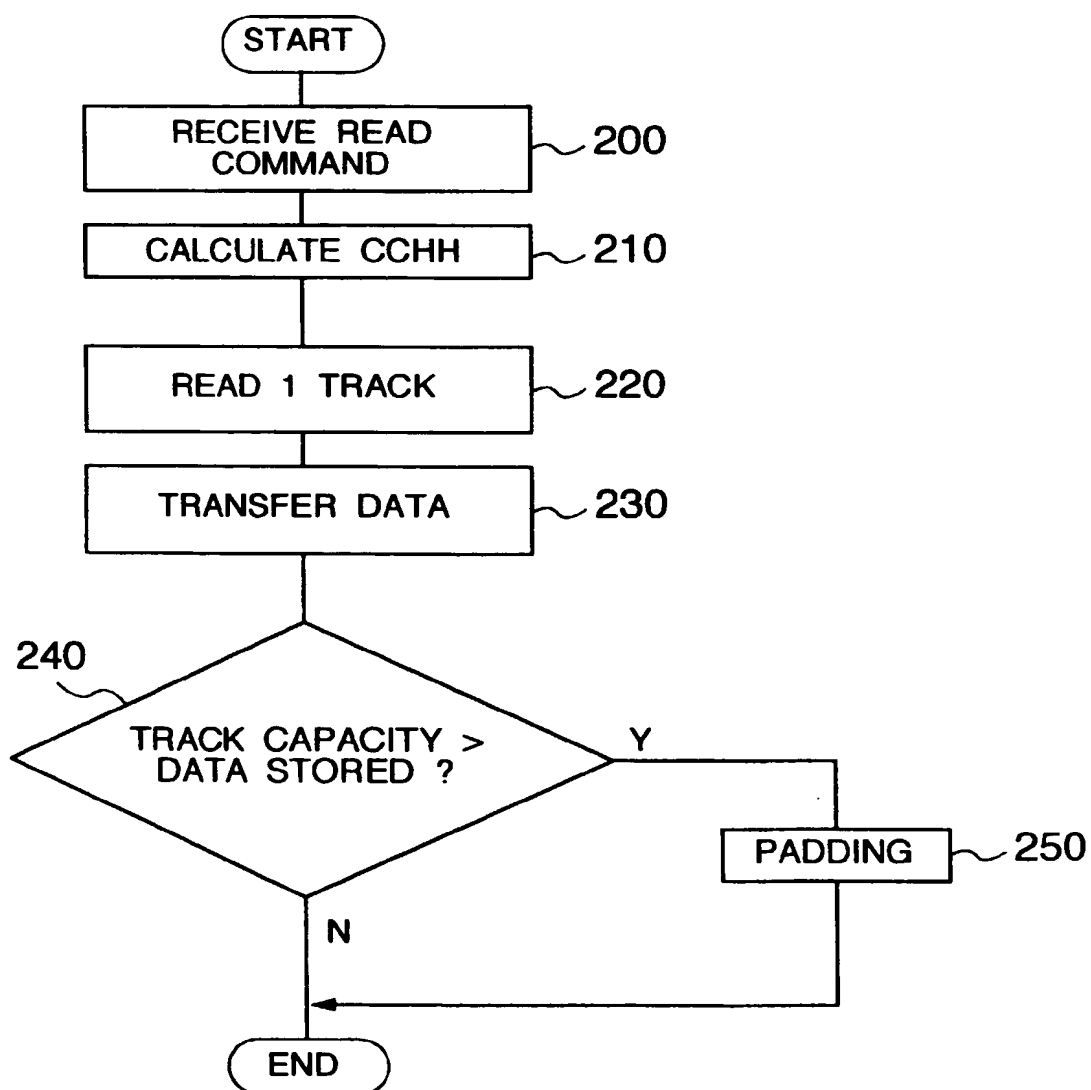 START
RECEIVE READ
COMMAND
200
CALCULATE CCHH
210
READ 1 TRACK
220
TRANSFER DATA
230
240
TRACK CAPACITY >
DATA STORED ?
Y
PADDING
250
N
END